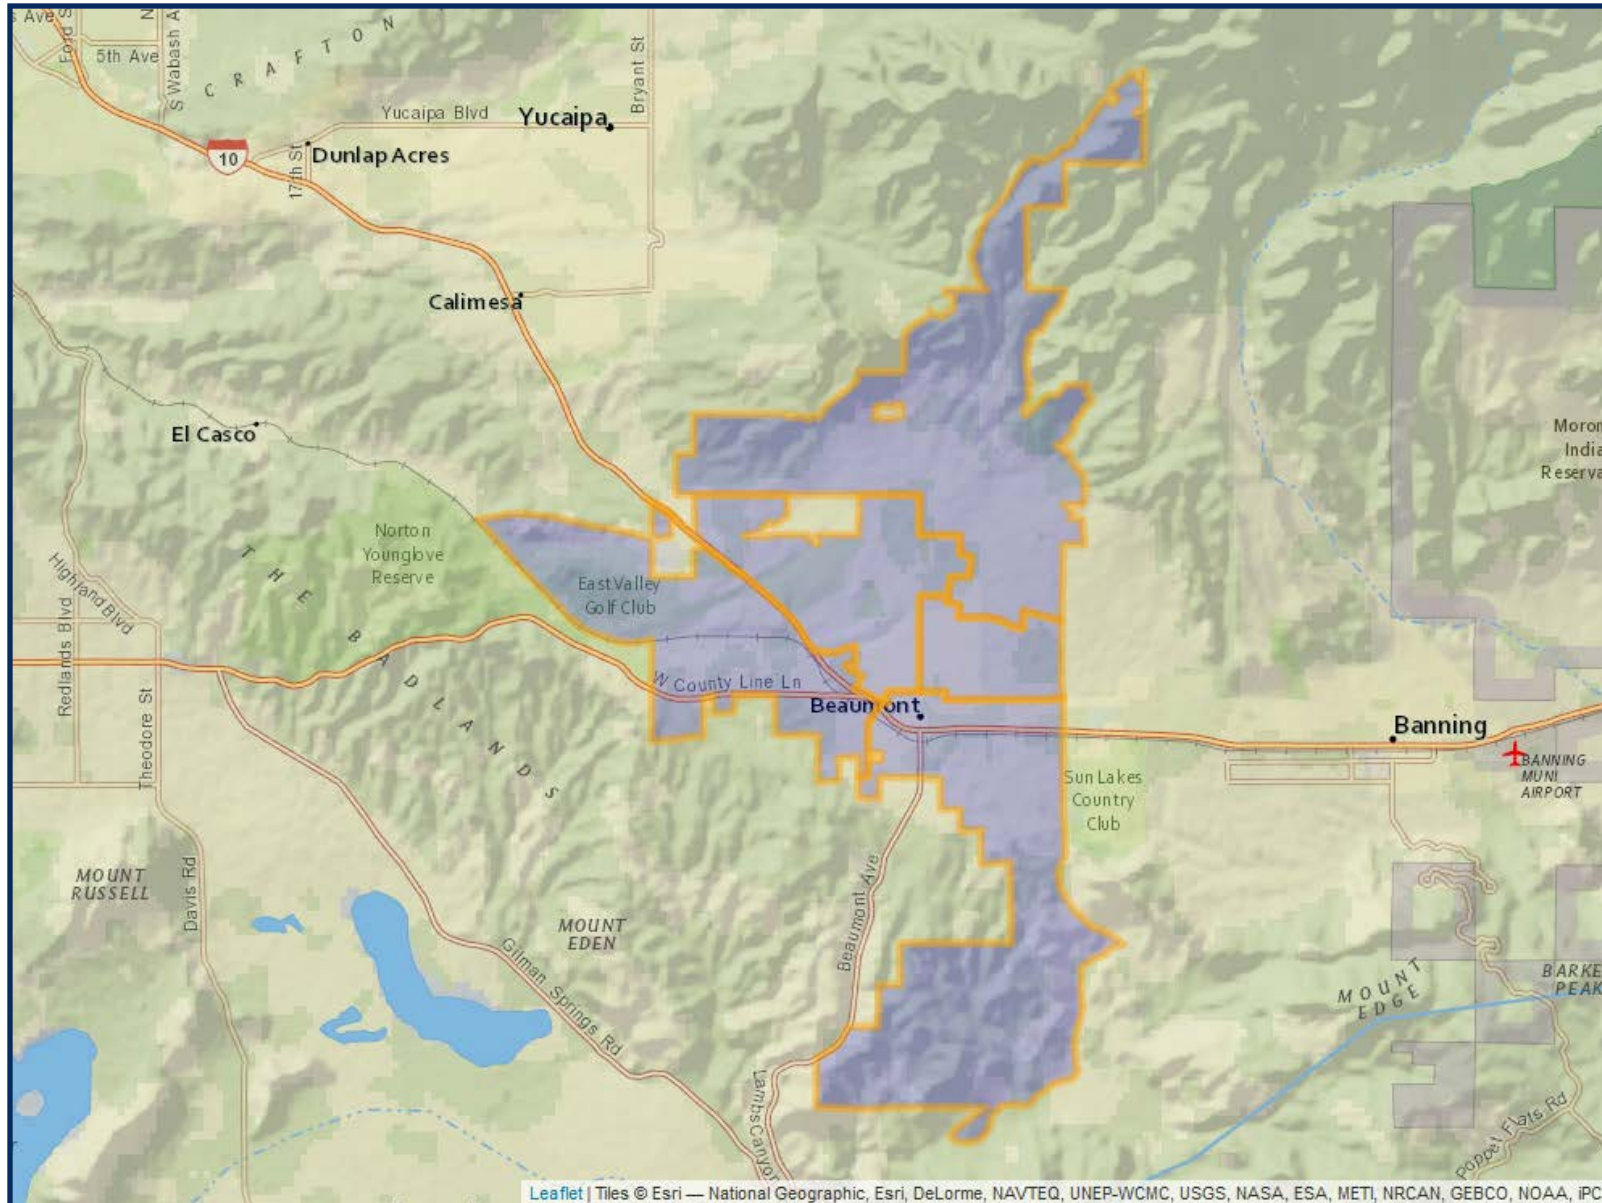 s Ave
Ford S
N
S Wabash A
5th Ave
CRAFTON
Yucaipa Blvd
Yucaipa
Bryant St
10
17th St
Dunlap Acres
Calimesa
El Casco
Moron
India
Reserva
Norton
Younglove
Reserve
THE BADLANDS
East Valley
Golf Club
Highland Blvd
Redlands Blvd
Theodore St
W County Line Ln
Beaumont
Banning
BANNING
MUNI
AIRPORT
Sun Lakes
Country
Club
MOUNT
RUSSELL
Davis Rd
MOUNT
EDEN
Beaumont Ave
Gilman Springs Rd
MOUNT
EDGE
BARKE
PEAK
Lambs Canyon
Poppet Flats Rd
Leaflet | Tiles © Esri — National Geographic, Esri, DeLorme, NAVTEQ, UNEP-WCMC, USGS, NASA, ESA, METI, NRCAN, GEBCO, NOAA, iPC